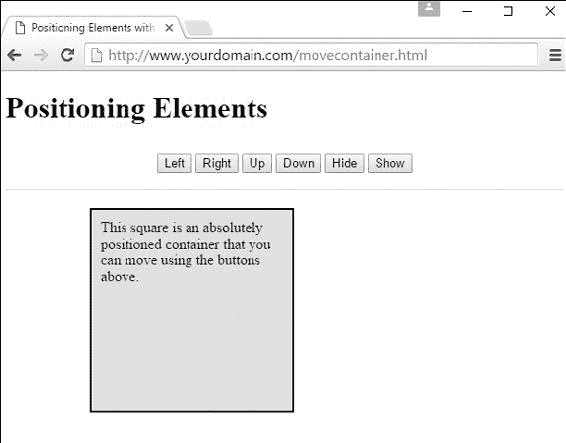 Positioning Elements with
http://www.yourdomain.com/movecontainer.html
Positioning Elements
Left Right Up Down Hide Show
This square is an absolutely
positioned container that you
can move using the buttons
above.